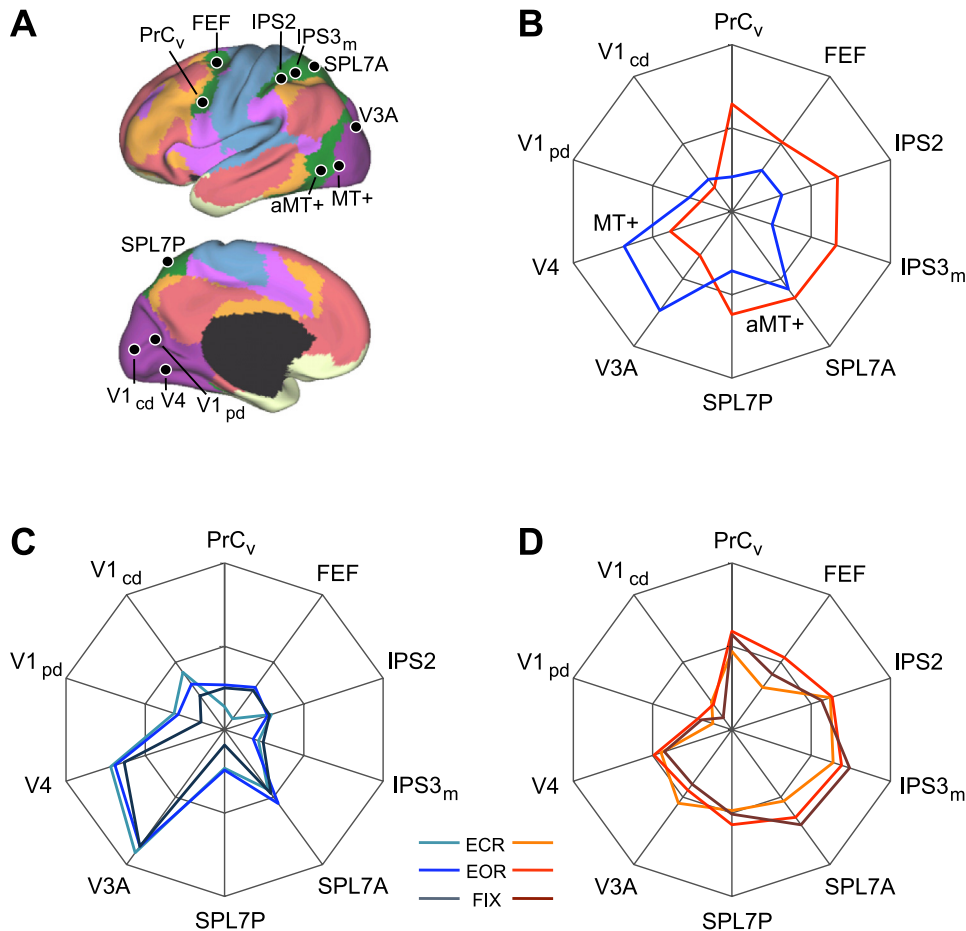 A
FEF
IPS2
IPS3m
PrCv
SPL7A
V3A
aMT+
MT+
SPL7P
V1cd
V4
V1pd
B
PrCv
V1cd
FEF
V1pd
IPS2
MT+
V4
IPS3m
aMT+
V3A
SPL7A
SPL7P
C
PrCv
V1cd
FEF
V1pd
IPS2
V4
IPS3m
V3A
SPL7A
SPL7P
ECR
EOR
FIX
D
PrCv
V1cd
FEF
V1pd
IPS2
V4
IPS3m
V3A
SPL7A
SPL7P